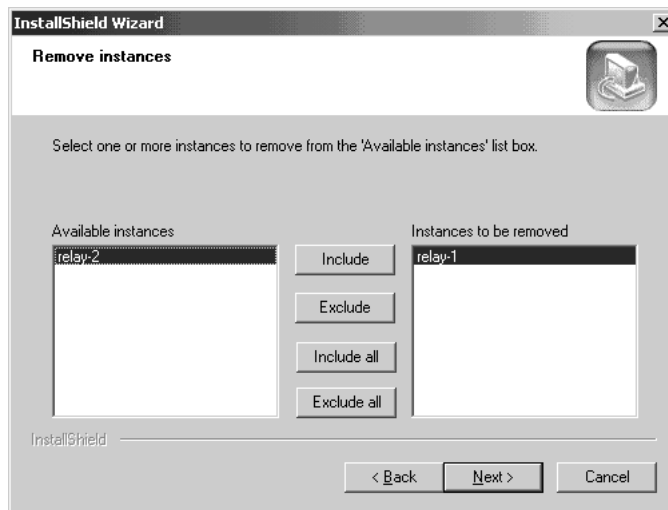 InstallShield Wizard
Remove instances
Select one or more instances to remove from the 'Available instances' list box.
Available instances
Instances to be removed
relay-2
Include
relay-1
Exclude
Include all
Exclude all
InstallShield
< Back
Next >
Cancel